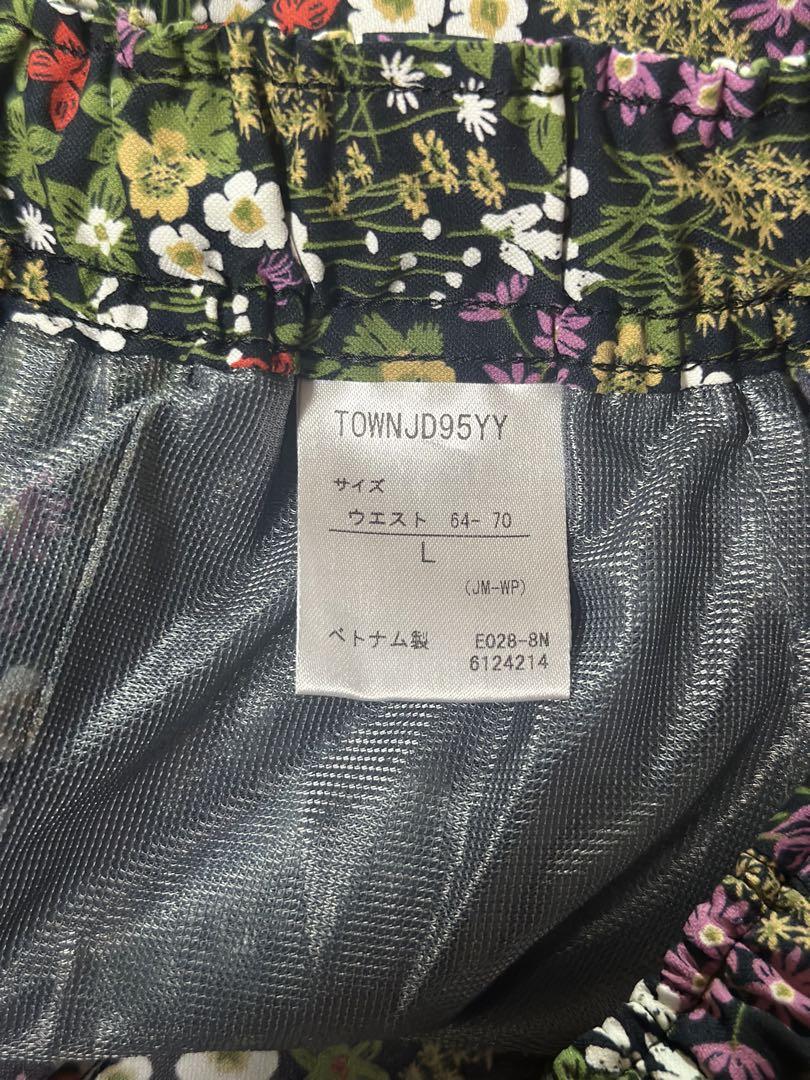 TOWNJD95YY
サイズ
ウエスト 64- 70
L
(JM-WP)
ベトナム製 E028-8N
6124214